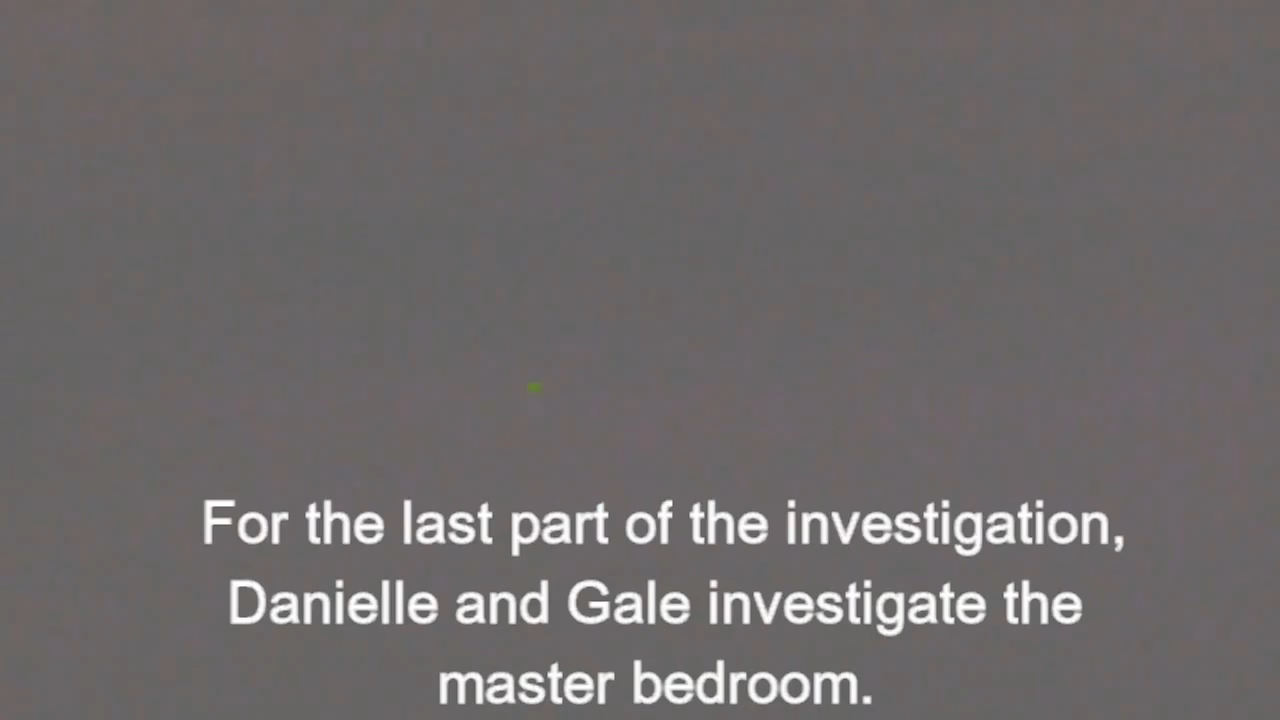 For the last part of the investigation,
Danielle and Gale investigate the
master bedroom.